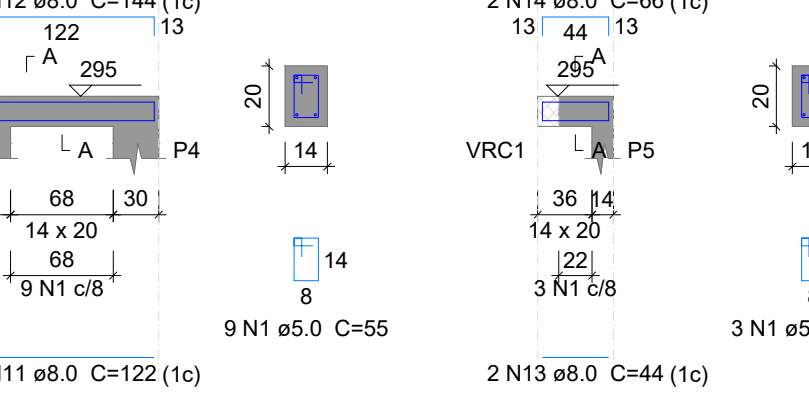 112 ø8.0 C=144 (1c)
122
13
A
295
A
P4
68
30
14 x 20
68
9 N1 c/8
111 ø8.0 C=122 (1c)
20
14
14
8
9 N1 ø5.0 C=55
2 N14 ø8.0 C=66 (1c)
13
44
13
A
295
VRC1
A
P5
36
14
14 x 20
22
3 N1 c/8
2 N13 ø8.0 C=44 (1c)
20
3 N1 ø5